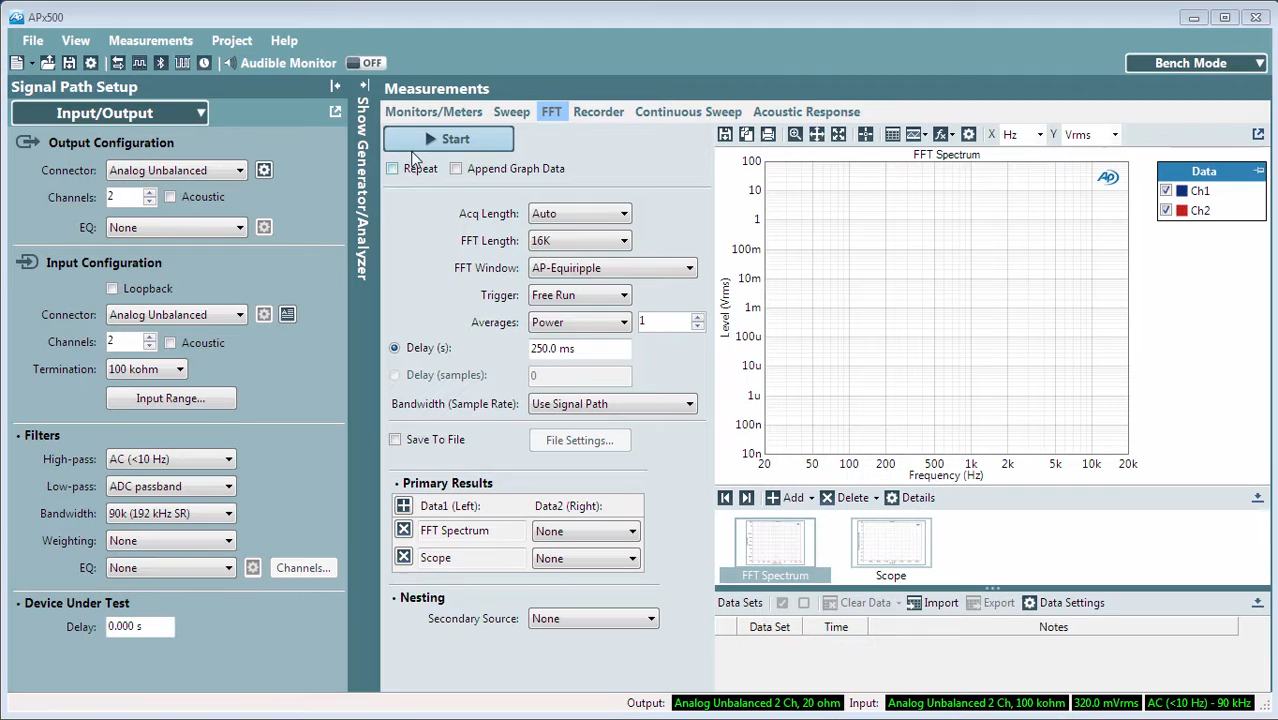 APx500
File View Measurements Project Help
Audible Monitor OFF
Bench Mode
Signal Path Setup
Input/Output
Output Configuration
Connector: Analog Unbalanced
Channels: 2 Acoustic
EQ: None
Input Configuration
Loopback
Connector: Analog Unbalanced
Channels: 2 Acoustic
Termination: 100 kohm
Input Range...
Filters
High-pass: AC (<10 Hz)
Low-pass: ADC passband
Bandwidth: 90k (192 kHz SR)
Weighting: None
EQ: None Channels...
Device Under Test
Delay: 0.000 s
Show Generator/Analyzer
Measurements
Monitors/Meters Sweep FFT Recorder Continuous Sweep Acoustic Response
Start
Repeat Append Graph Data
Acq Length: Auto
FFT Length: 16K
FFT Window: AP-Equiripple
Trigger: Free Run
Averages: Power 1
Delay (s): 250.0 ms
Delay (samples): 0
Bandwidth (Sample Rate): Use Signal Path
Save To File File Settings...
Primary Results
Data1 (Left): Data2 (Right):
FFT Spectrum None
Scope None
Nesting
Secondary Source: None
X Hz Y Vrms
FFT Spectrum
AP
Level (Vrms)
100
10
1
100m
10m
1m
100u
10u
1u
100n
10n
20 50 100 200 500 1k 2k 5k 10k 20k
Frequency (Hz)
Data
Ch1
Ch2
Add Delete Details
FFT Spectrum Scope
Data Sets Clear Data Import Export Data Settings
Data Set Time Notes
Output: Analog Unbalanced 2 Ch, 20 ohm Input: Analog Unbalanced 2 Ch, 100 kohm 320.0 mVrms AC (<10 Hz) - 90 kHz